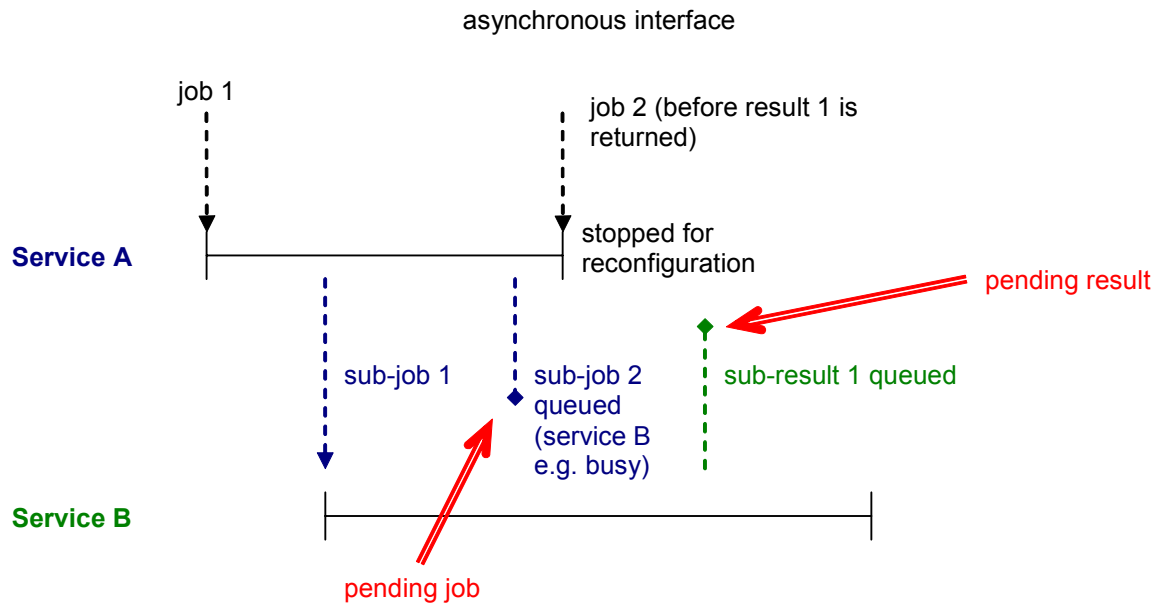 asynchronous interface
job 1
job 2 (before result 1 is
returned)
Service A
stopped for
reconfiguration
pending result
sub-job 1
sub-job 2
queued
(service B
e.g. busy)
sub-result 1 queued
Service B
pending job